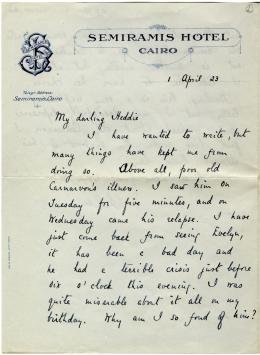 SEMIRAMIS HOTEL
CAIRO
Semiramis, Cairo
1 April 23
My darling Heddie
I have wanted to write, but
many things have kept me from
doing so. Above all, poor old
Carnarvon's illness. I saw him on
Tuesday for five minutes, and on
Wednesday came his relapse. I have
just come back from seeing Evelyn,
it has been a bad day and
he had a terrible crisis just before
six o'clock this evening. I was
quite miserable about it all on my
birthday. Why am I so fond of him?